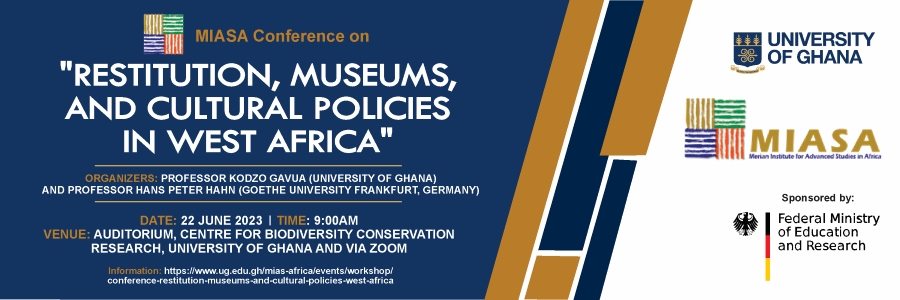 MIASA Conference on
"RESTITUTION, MUSEUMS,
AND CULTURAL POLICIES
IN WEST AFRICA"
ORGANIZERS: PROFESSOR KODZO GAVUA (UNIVERSITY OF GHANA)
AND PROFESSOR HANS PETER HAHN (GOETHE UNIVERSITY FRANKFURT, GERMANY)
DATE: 22 JUNE 2023 | TIME: 9:00AM
VENUE: AUDITORIUM, CENTRE FOR BIODIVERSITY CONSERVATION
RESEARCH, UNIVERSITY OF GHANA AND VIA ZOOM
Information: https://www.ug.edu.gh/mias-africa/events/workshop/
conference-restitution-museums-and-cultural-policies-west-africa
UNIVERSITY
OF GHANA
MIASA
Merian Institute for Advanced Studies in Africa
Sponsored by:
Federal Ministry
of Education
and Research